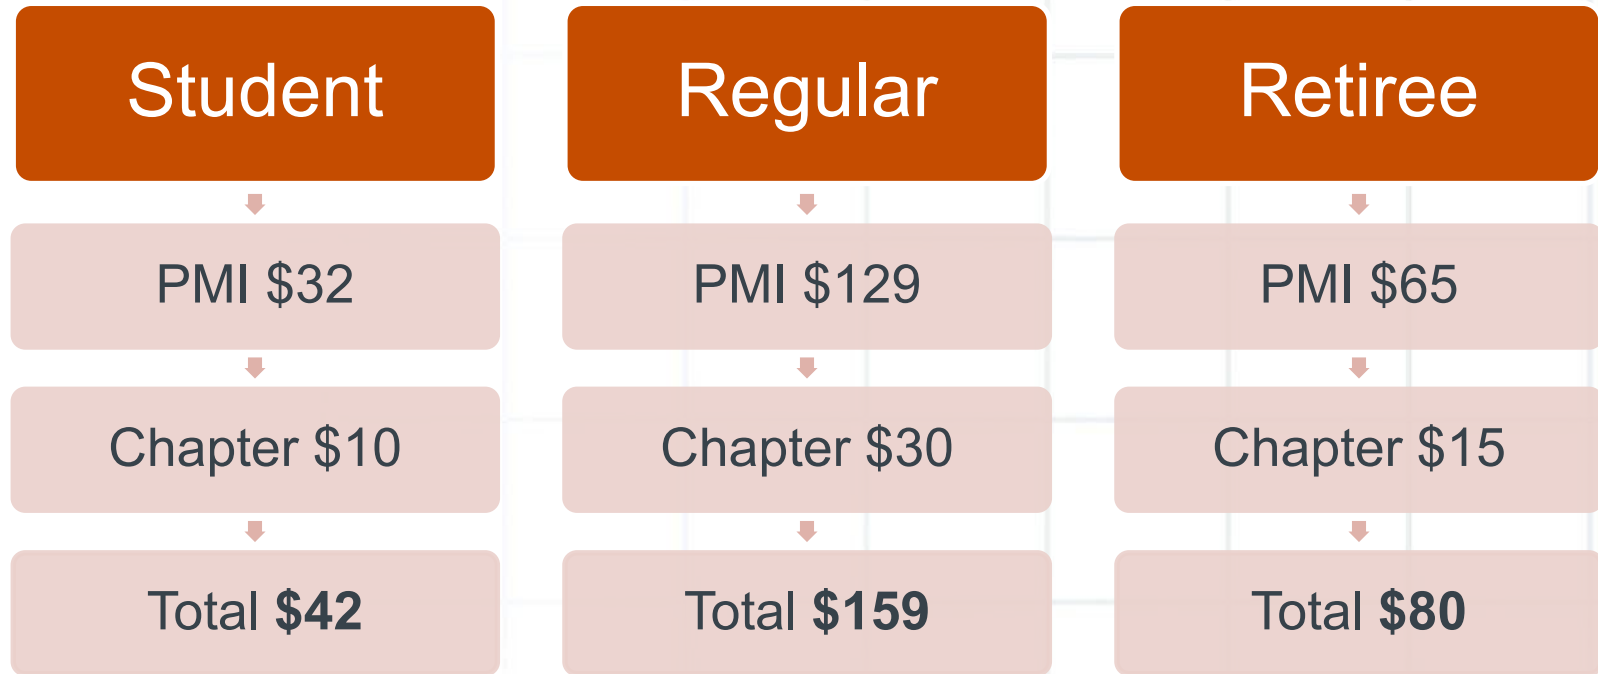 Student
PMI $32
Chapter $10
Total $42
Regular
PMI $129
Chapter $30
Total $159
Retiree
PMI $65
Chapter $15
Total $80